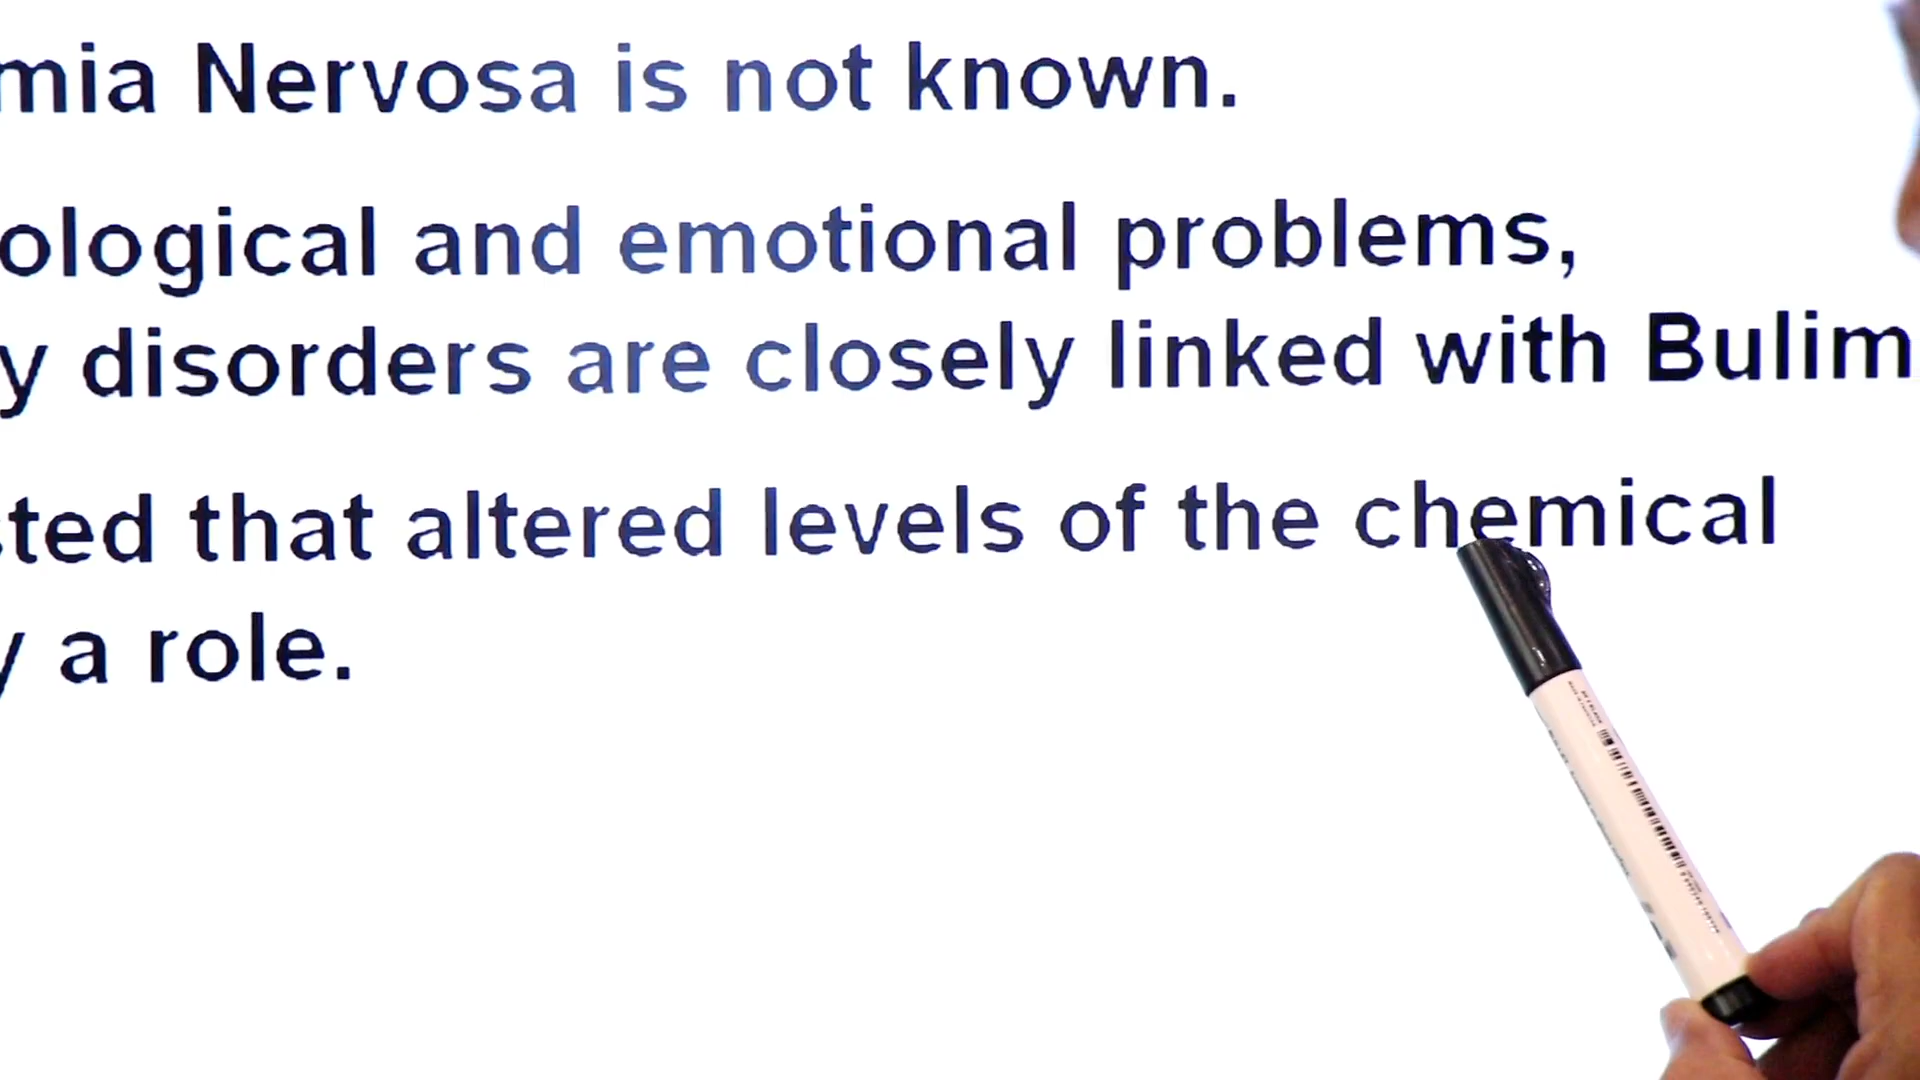 mia Nervosa is not known.
ological and emotional problems,
y disorders are closely linked with Bulim
sted that altered levels of the chemical
y a role.